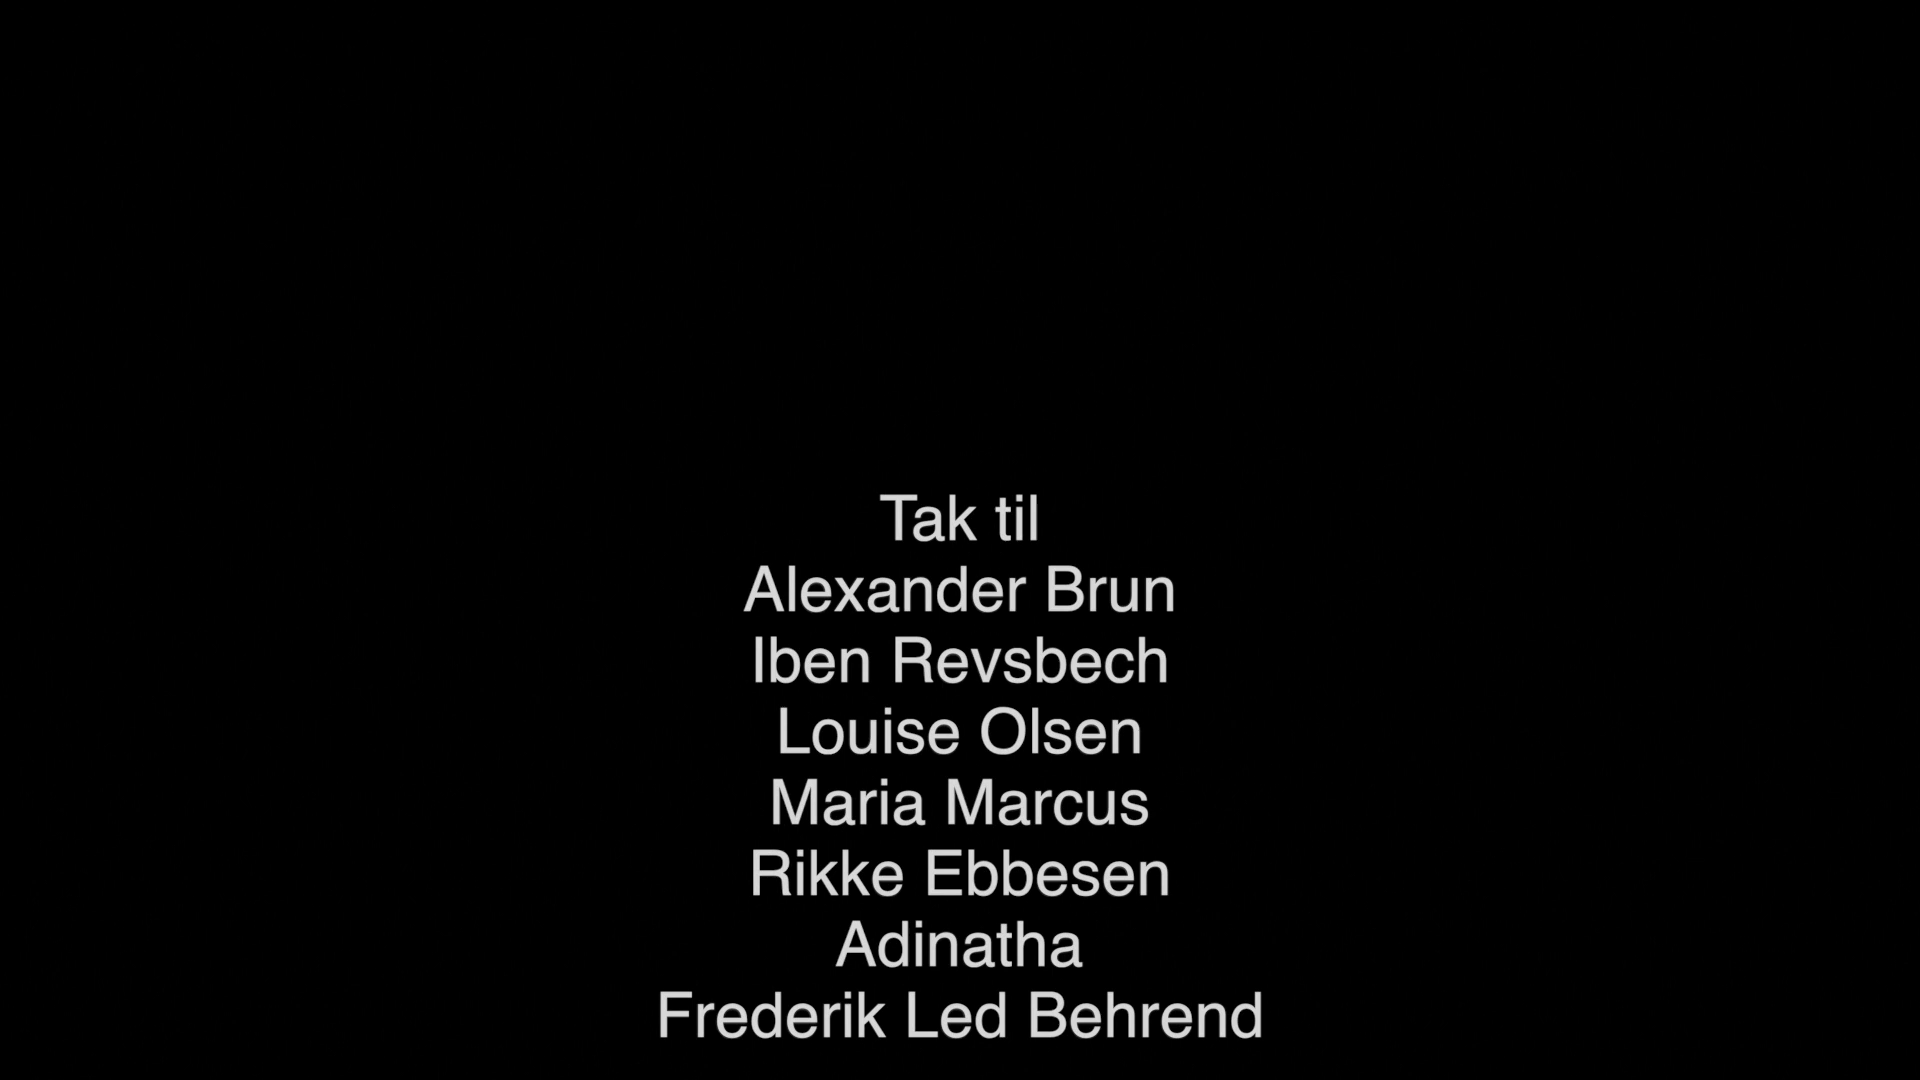 Tak til
Alexander Brun
Iben Revsbech
Louise Olsen
Maria Marcus
Rikke Ebbesen
Adinatha
Frederik Led Behrend